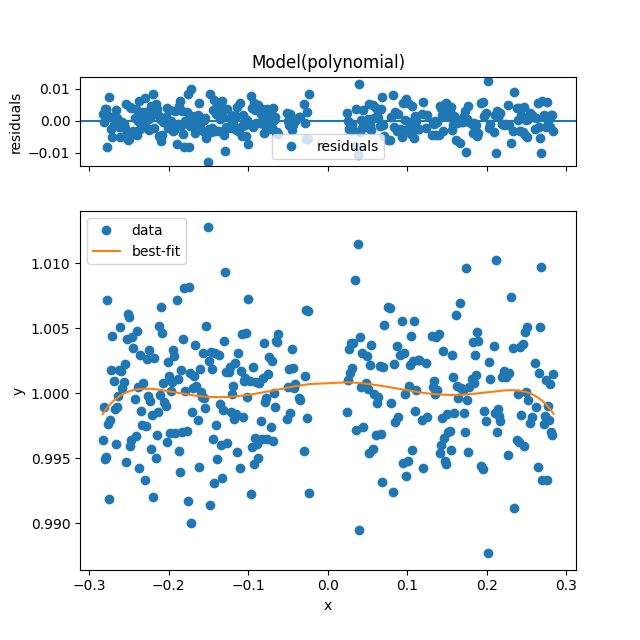 Model(polynomial)
0.01
0.00
−0.01
residuals
residuals
data
best-fit
1.010
1.005
1.000
0.995
0.990
y
−0.3
−0.2
−0.1
0.0
0.1
0.2
0.3
x